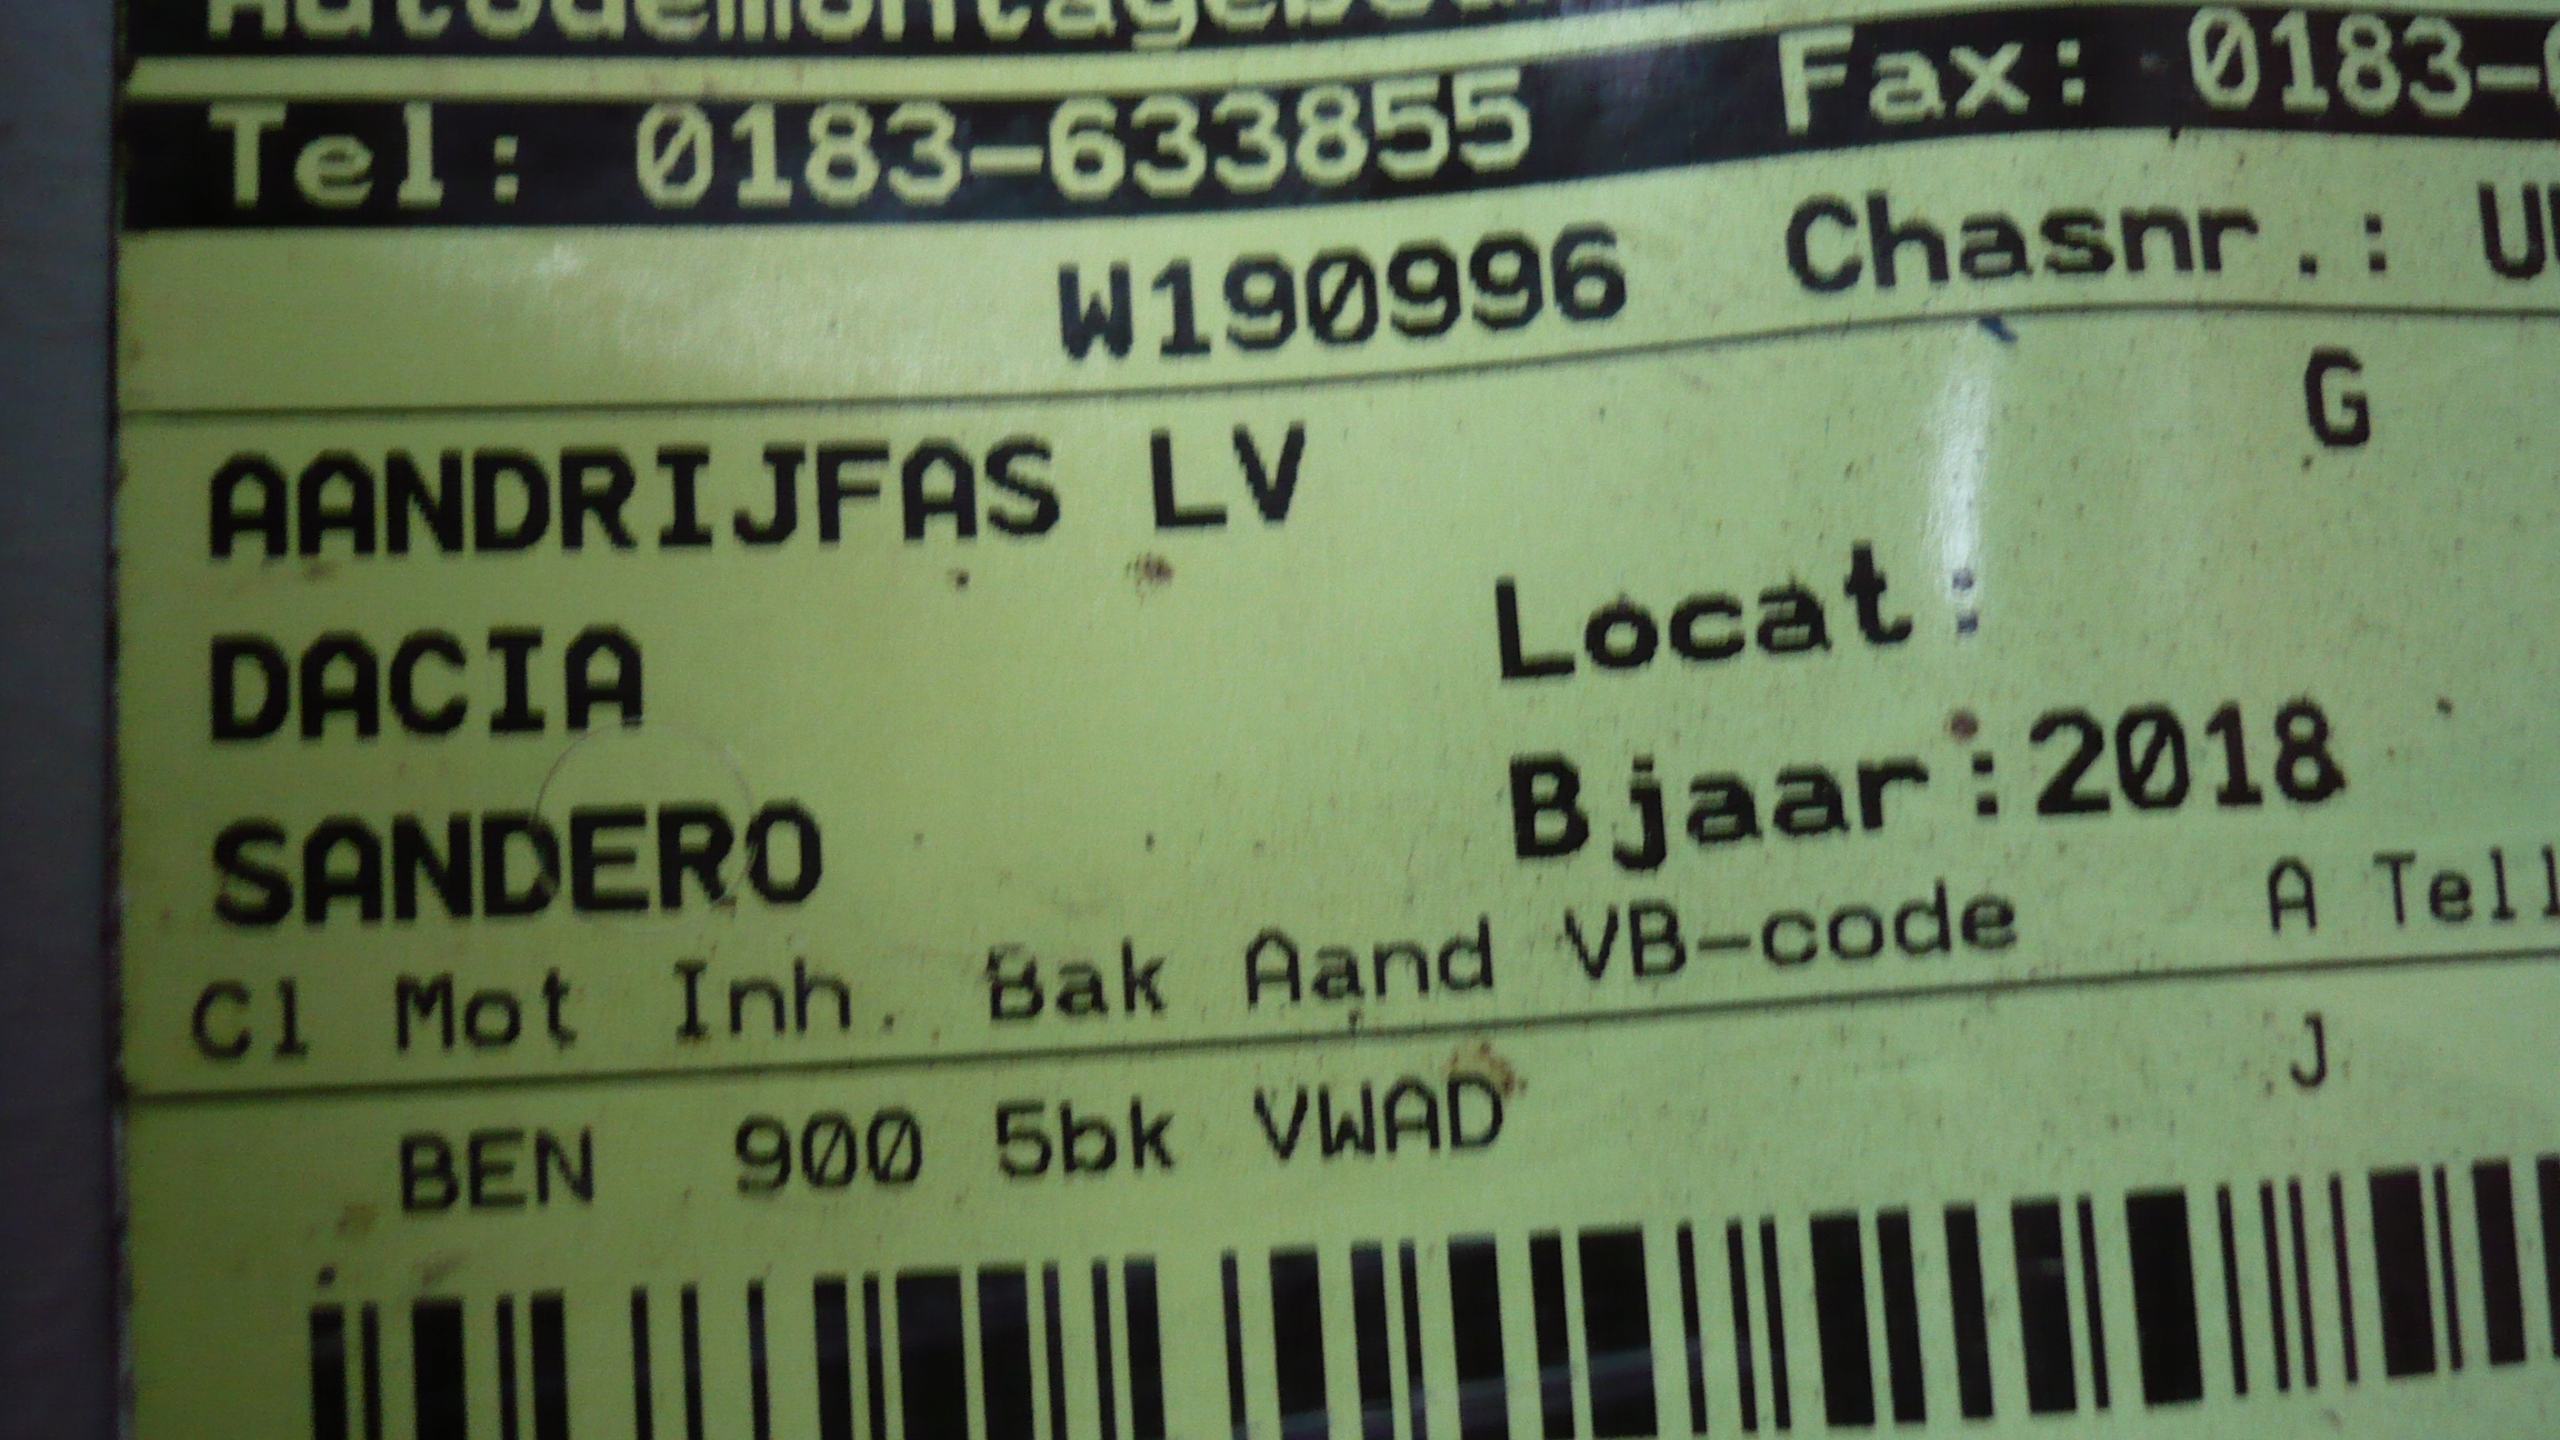 Tel: 0183-633855 Fax: 0183-
W190996 Chasnr.: U
G
AANDRIJFAS LV
DACIA Locat:
SANDERO Bjaar:2018
Cl Mot Inh. Bak Aand VB-code A Tell
BEN 900 5bk VWAD J